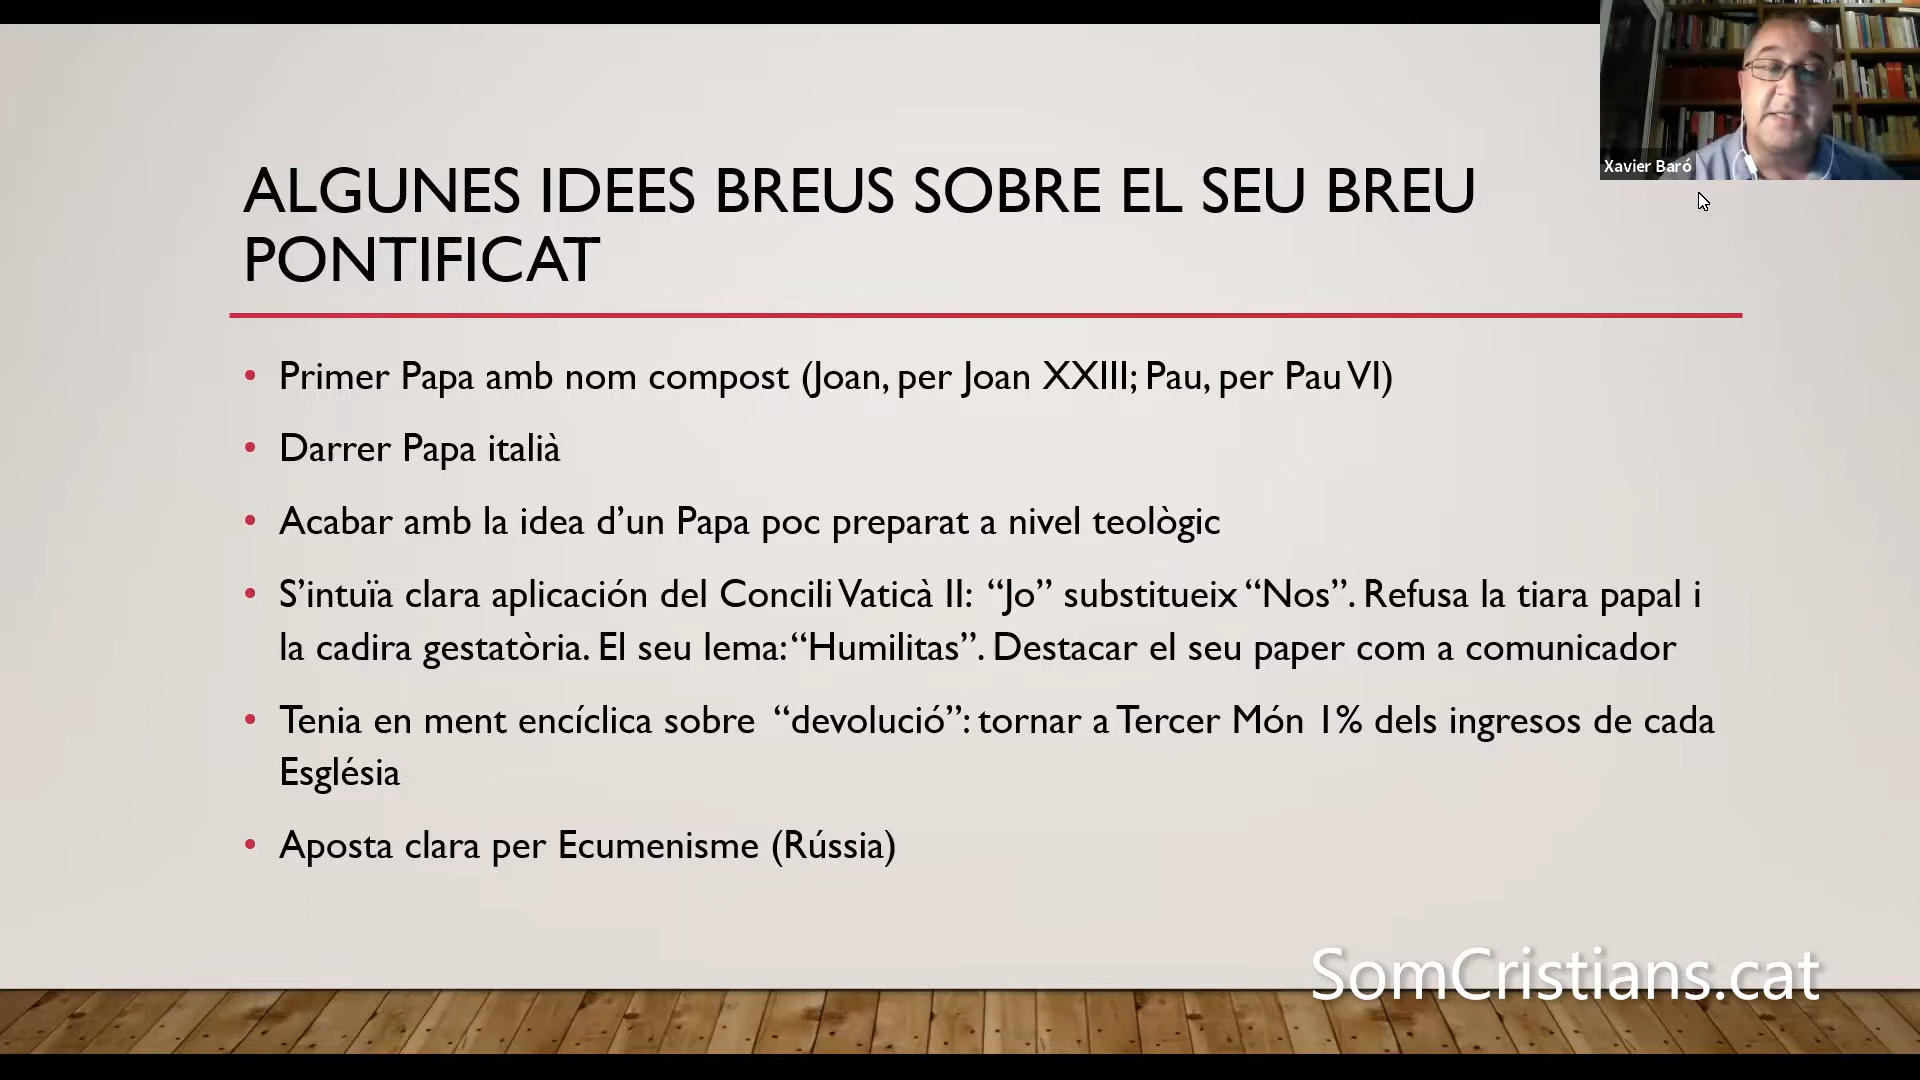 Xavier Baró
ALGUNES IDEES BREUS SOBRE EL SEU BREU
PONTIFICAT
• Primer Papa amb nom compost (Joan, per Joan XXIII; Pau, per Pau VI)
• Darrer Papa italià
• Acabar amb la idea d’un Papa poc preparat a nivel teològic
• S’intuïa clara aplicación del Concili Vaticà II: “Jo” substitueix “Nos”. Refusa la tiara papal i
la cadira gestatòria. El seu lema: “Humilitas”. Destacar el seu paper com a comunicador
• Tenia en ment encíclica sobre “devolució”: tornar a Tercer Món 1% dels ingresos de cada
Església
• Aposta clara per Ecumenisme (Rússia)
SomCristians.cat